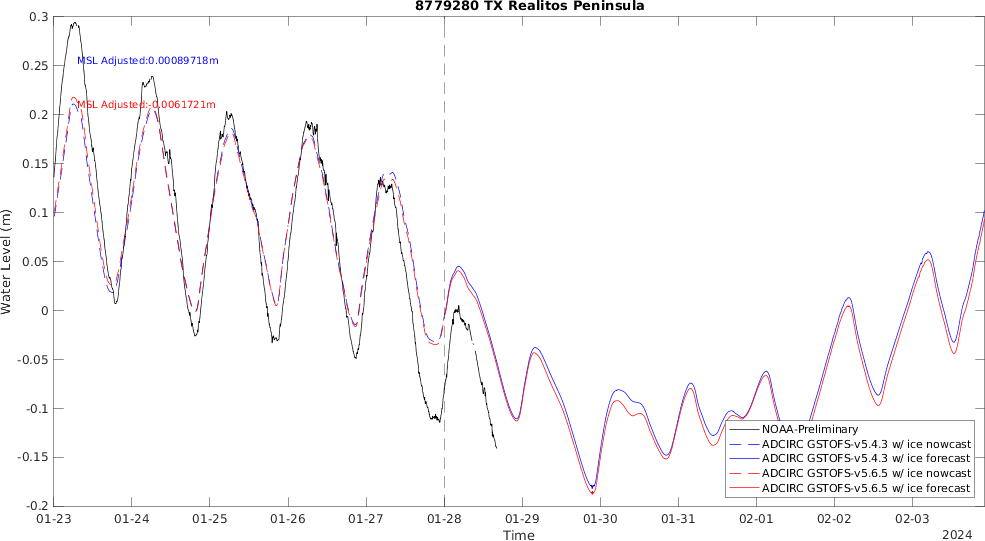 8779280 TX Realitos Peninsula
0.3
0.25
0.2
0.15
0.1
0.05
0
-0.05
-0.1
-0.15
-0.2
Water Level (m)
MSL Adjusted:0.00089718m
MSL Adjusted:-0.0061721m
NOAA-Preliminary
ADCIRC GSTOFS-v5.4.3 w/ ice nowcast
ADCIRC GSTOFS-v5.4.3 w/ ice forecast
ADCIRC GSTOFS-v5.6.5 w/ ice nowcast
ADCIRC GSTOFS-v5.6.5 w/ ice forecast
01-23 01-24 01-25 01-26 01-27 01-28 01-29 01-30 01-31 02-01 02-02 02-03
Time
2024